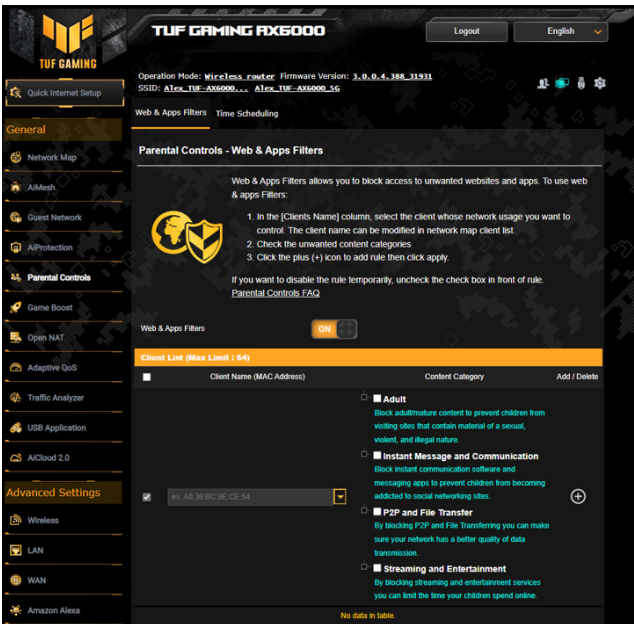 TUF GAMING
TUF GAMING AX6000
Logout
English
Operation Mode: Wireless router Firmware Version: 3.0.0.4.388_31931
SSID: Alex_TUF-AX6000... Alex_TUF-AX6000_5G
Quick Internet Setup
General
Network Map
AiMesh
Guest Network
AiProtection
Parental Controls
Game Boost
Open NAT
Adaptive QoS
Traffic Analyzer
USB Application
AiCloud 2.0
Advanced Settings
Wireless
LAN
WAN
Amazon Alexa
Web & Apps Filters Time Scheduling
Parental Controls - Web & Apps Filters
Web & Apps Filters allows you to block access to unwanted websites and apps. To use web
& apps Filters:
1. In the [Clients Name] column, select the client whose network usage you want to
control. The client name can be modified in network map client list.
2. Check the unwanted content categories
3. Click the plus (+) icon to add rule then click apply.
If you want to disable the rule temporarily, uncheck the check box in front of rule.
Parental Controls FAQ
Web & Apps Filters
ON
Client List (Max Limit : 64)
Client Name (MAC Address) Content Category Add / Delete
ex: A0:36:BC:9E:CE:54
Adult
Block adult/mature content to prevent children from
visiting sites that contain material of a sexual,
violent, and illegal nature.
Instant Message and Communication
Block instant communication software and
messaging apps to prevent children from becoming
addicted to social networking sites.
P2P and File Transfer
By blocking P2P and File Transferring you can make
sure your network has a better quality of data
transmission.
Streaming and Entertainment
By blocking streaming and entertainment services
you can limit the time your children spend online.
No data in table.